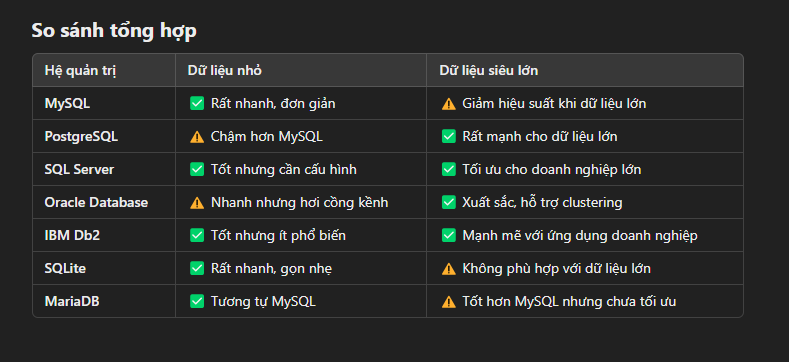 So sánh tổng hợp
Hệ quản trị Dữ liệu nhỏ Dữ liệu siêu lớn
MySQL ✅ Rất nhanh, đơn giản ⚠️ Giảm hiệu suất khi dữ liệu lớn
PostgreSQL ⚠️ Chậm hơn MySQL ✅ Rất mạnh cho dữ liệu lớn
SQL Server ✅ Tốt nhưng cần cấu hình ✅ Tối ưu cho doanh nghiệp lớn
Oracle Database ⚠️ Nhanh nhưng hơi cồng kềnh ✅ Xuất sắc, hỗ trợ clustering
IBM Db2 ✅ Tốt nhưng ít phổ biến ✅ Mạnh mẽ với ứng dụng doanh nghiệp
SQLite ✅ Rất nhanh, gọn nhẹ ⚠️ Không phù hợp với dữ liệu lớn
MariaDB ✅ Tương tự MySQL ⚠️ Tốt hơn MySQL nhưng chưa tối ưu